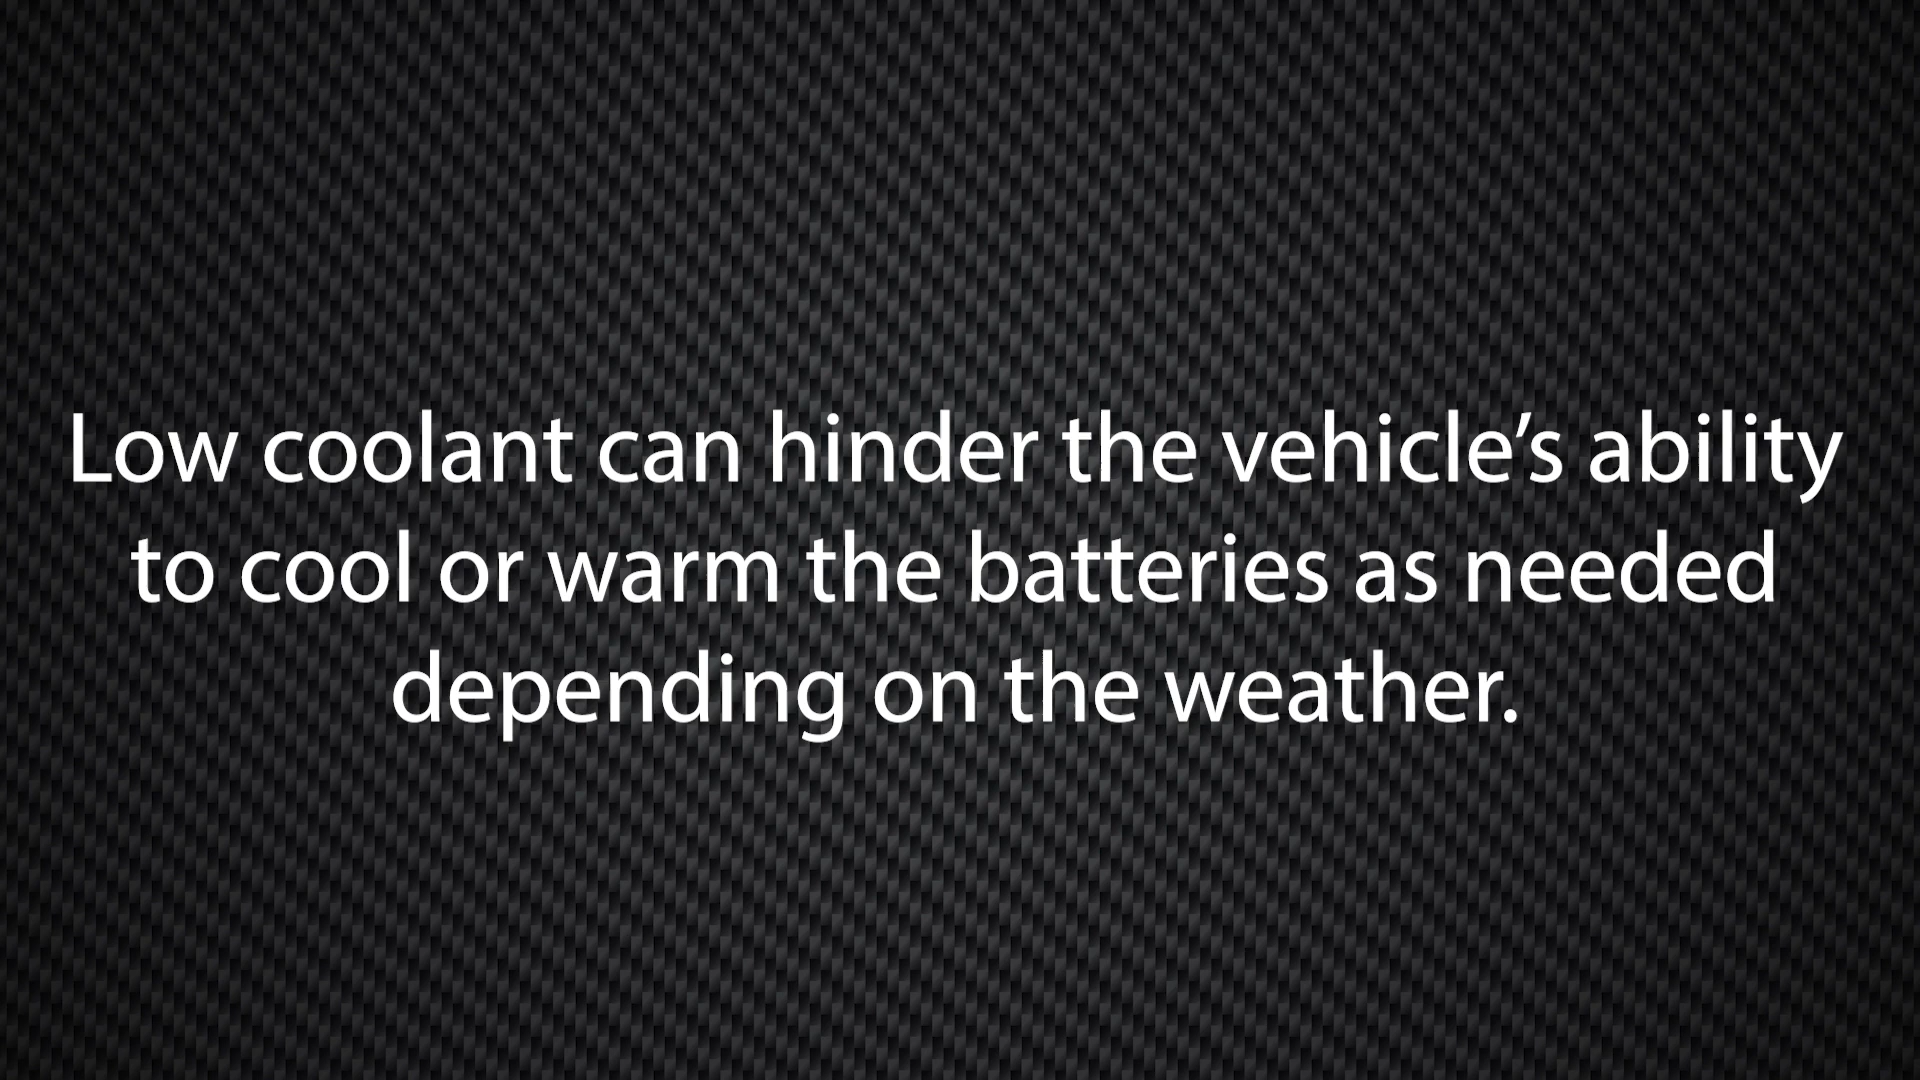 Low coolant can hinder the vehicle’s ability
to cool or warm the batteries as needed
depending on the weather.